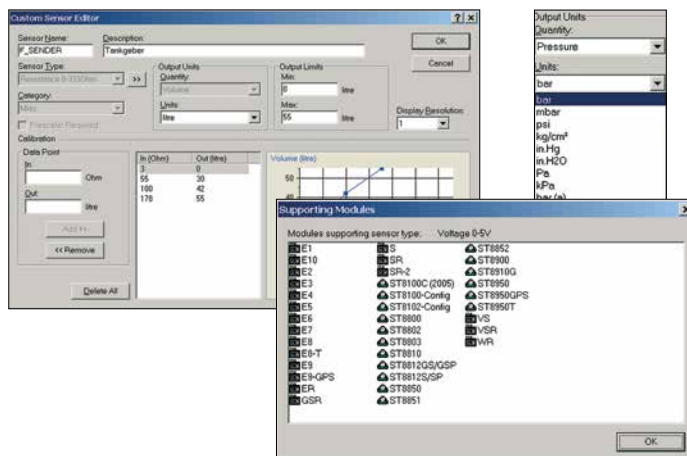 Custom Sensor Editor
Sensor Name:
F_SENDER
Description:
Tankgeber
OK
Cancel
Sensor Type:
Resistance 0-333Ohm
>>
Category:
Misc
Prescaler Required
Output Units
Quantity:
Volume
Units:
litre
Output Limits
Min:
0
litre
Max:
55
litre
Display Resolution:
1
Calibration
Data Point
In:
Ohm
Out:
litre
Add >>
<< Remove
Delete All
In (Ohm) Out (litre)
3 0
55 30
100 42
178 55
Volume (litre)
50
40
Output Units
Quantity:
Pressure
Units:
bar
bar
mbar
psi
kg/cm²
in.Hg
in.H2O
Pa
kPa
bar (a)
Supporting Modules
Modules supporting sensor type: Voltage 0-5V
E1
E10
E2
E3
E4
E5
E6
E7
E8
E8-T
E9
E9-GPS
ER
GSR
S
SR
SR-2
ST8100C (2005)
ST8100-Config
ST8102-Config
ST8800
ST8802
ST8803
ST8810
ST8812GS/GSP
ST8812S/SP
ST8850
ST8851
ST8852
ST8900
ST8910G
ST8950
ST8950GPS
ST8950T
VS
VSR
WR
OK